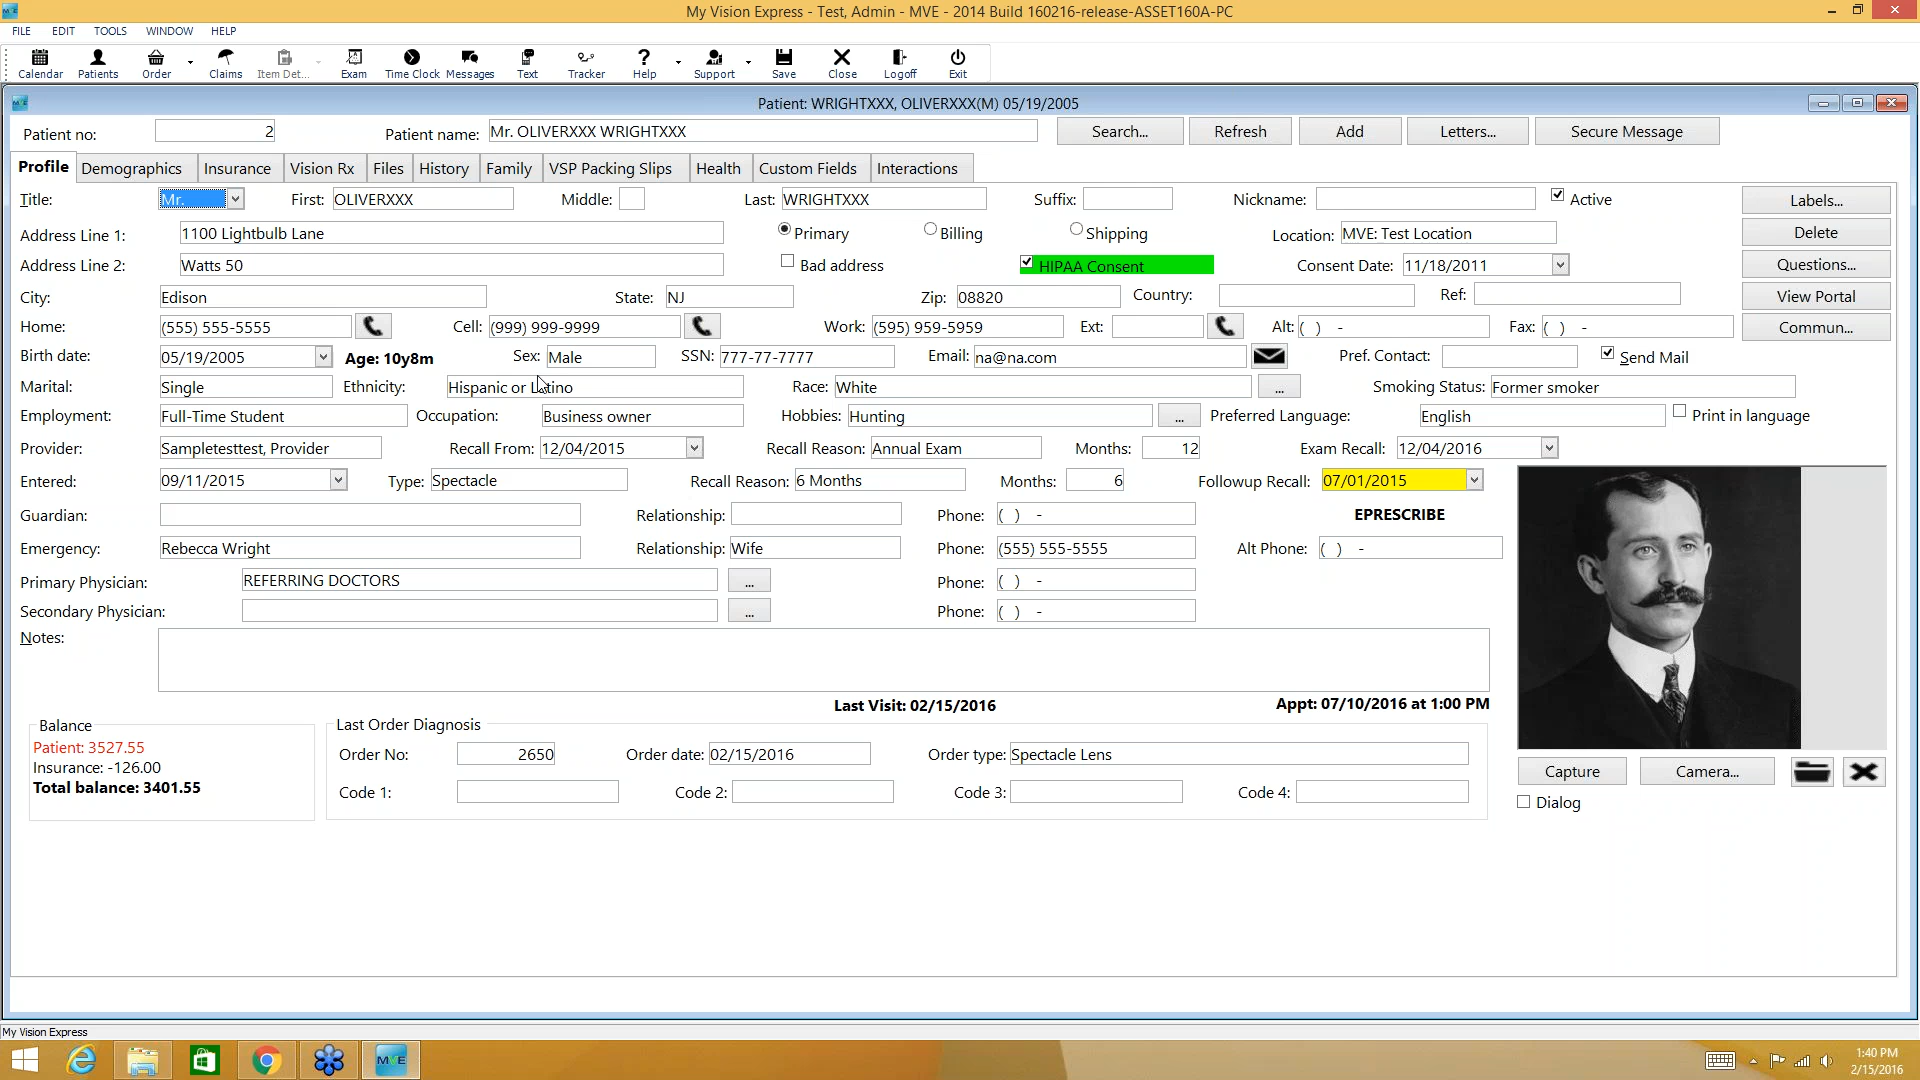 My Vision Express - Test, Admin - MVE - 2014 Build 160216-release-ASSET160A-PC
FILE EDIT TOOLS WINDOW HELP
Calendar Patients Order Claims Item Det... Exam Time Clock Messages Text Tracker Help Support Save Close Logoff Exit
Patient: WRIGHTXXX, OLIVERXXX(M) 05/19/2005
Patient no: 2 Patient name: Mr. OLIVERXXX WRIGHTXXX Search... Refresh Add Letters... Secure Message
Profile Demographics Insurance Vision Rx Files History Family VSP Packing Slips Health Custom Fields Interactions
Title: Mr. First: OLIVERXXX Middle: Last: WRIGHTXXX Suffix: Nickname: Active Labels...
Address Line 1: 1100 Lightbulb Lane Primary Billing Shipping Location: MVE: Test Location Delete
Address Line 2: Watts 50 Bad address HIPAA Consent Consent Date: 11/18/2011 Questions...
City: Edison State: NJ Zip: 08820 Country: Ref: View Portal
Home: (555) 555-5555 Cell: (999) 999-9999 Work: (595) 959-5959 Ext: Alt: ( ) - Fax: ( ) - Commun...
Birth date: 05/19/2005 Age: 10y8m Sex: Male SSN: 777-77-7777 Email: na@na.com Pref. Contact: Send Mail
Marital: Single Ethnicity: Hispanic or Latino Race: White ... Smoking Status: Former smoker
Employment: Full-Time Student Occupation: Business owner Hobbies: Hunting ... Preferred Language: English Print in language
Provider: Sampletesttest, Provider Recall From: 12/04/2015 Recall Reason: Annual Exam Months: 12 Exam Recall: 12/04/2016
Entered: 09/11/2015 Type: Spectacle Recall Reason: 6 Months Months: 6 Followup Recall: 07/01/2015
Guardian: Relationship: Phone: ( ) - EPRESCRIBE
Emergency: Rebecca Wright Relationship: Wife Phone: (555) 555-5555 Alt Phone: ( ) -
Primary Physician: REFERRING DOCTORS ... Phone: ( ) -
Secondary Physician: ... Phone: ( ) -
Notes:
Last Visit: 02/15/2016 Appt: 07/10/2016 at 1:00 PM
Balance Last Order Diagnosis
Patient: 3527.55
Insurance: -126.00
Total balance: 3401.55
Order No: 2650 Order date: 02/15/2016 Order type: Spectacle Lens
Code 1: Code 2: Code 3: Code 4:
Capture Camera...
Dialog
My Vision Express
MVE
1:40 PM
2/15/2016